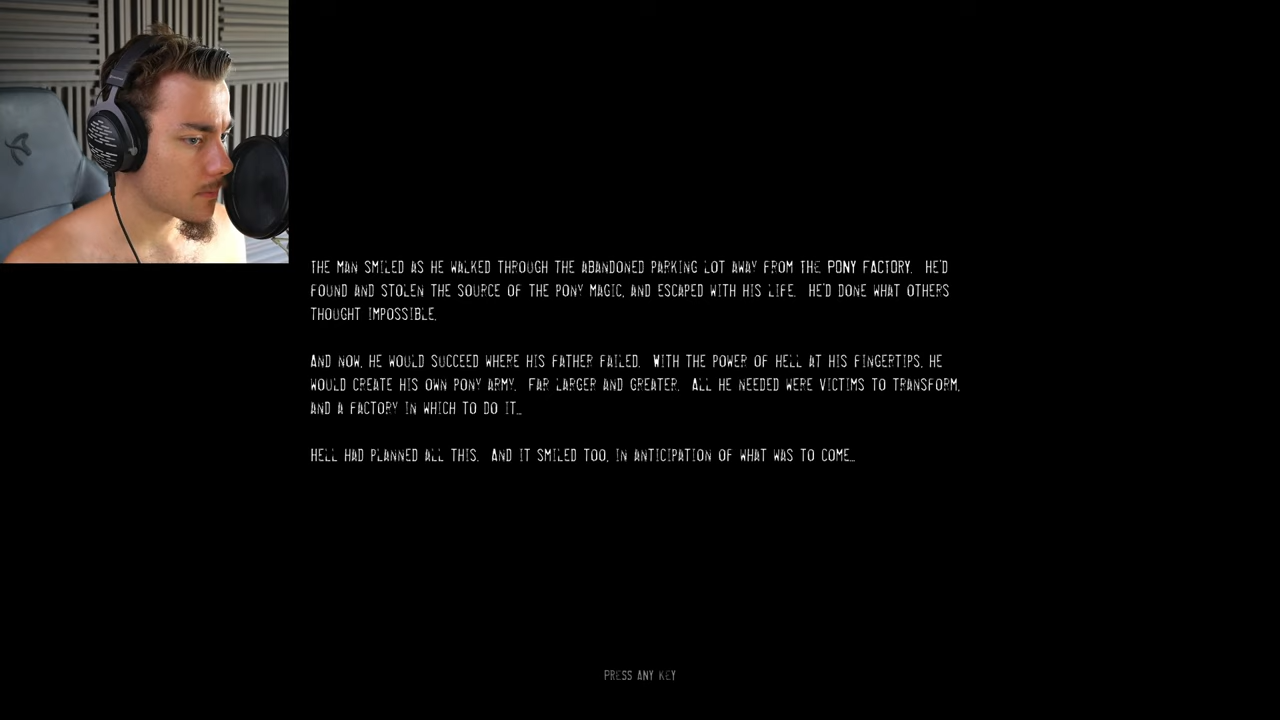 THE MAN SMILED AS HE WALKED THROUGH THE ABANDONED PARKING LOT AWAY FROM THE PONY FACTORY. HE'D
FOUND AND STOLEN THE SOURCE OF THE PONY MAGIC, AND ESCAPED WITH HIS LIFE. HE'D DONE WHAT OTHERS
THOUGHT IMPOSSIBLE.
AND NOW, HE WOULD SUCCEED WHERE HIS FATHER FAILED. WITH THE POWER OF HELL AT HIS FINGERTIPS, HE
WOULD CREATE HIS OWN PONY ARMY. FAR LARGER AND GREATER. ALL HE NEEDED WERE VICTIMS TO TRANSFORM,
AND A FACTORY IN WHICH TO DO IT...
HELL HAD PLANNED ALL THIS. AND IT SMILED TOO, IN ANTICIPATION OF WHAT WAS TO COME...
PRESS ANY KEY